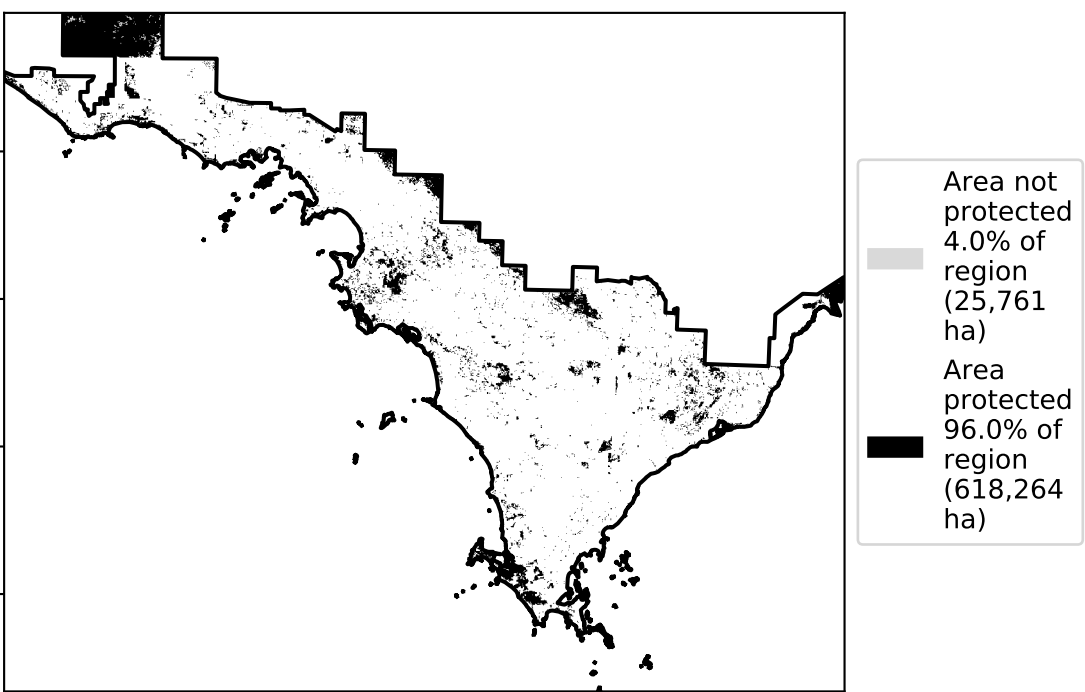 Area not
protected
4.0% of
region
(25,761
ha)
Area
protected
96.0% of
region
(618,264
ha)